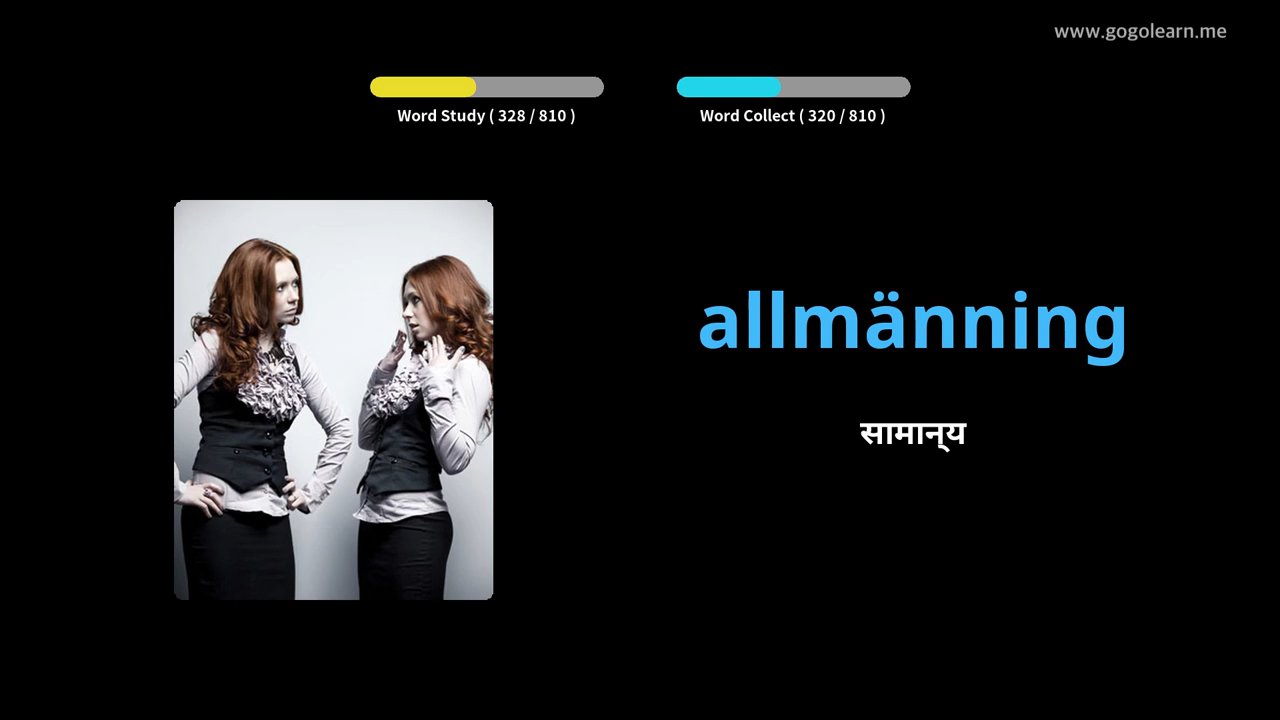 www.gogolearn.me
Word Study ( 328 / 810 )
Word Collect ( 320 / 810 )
allmänning
सामान्य